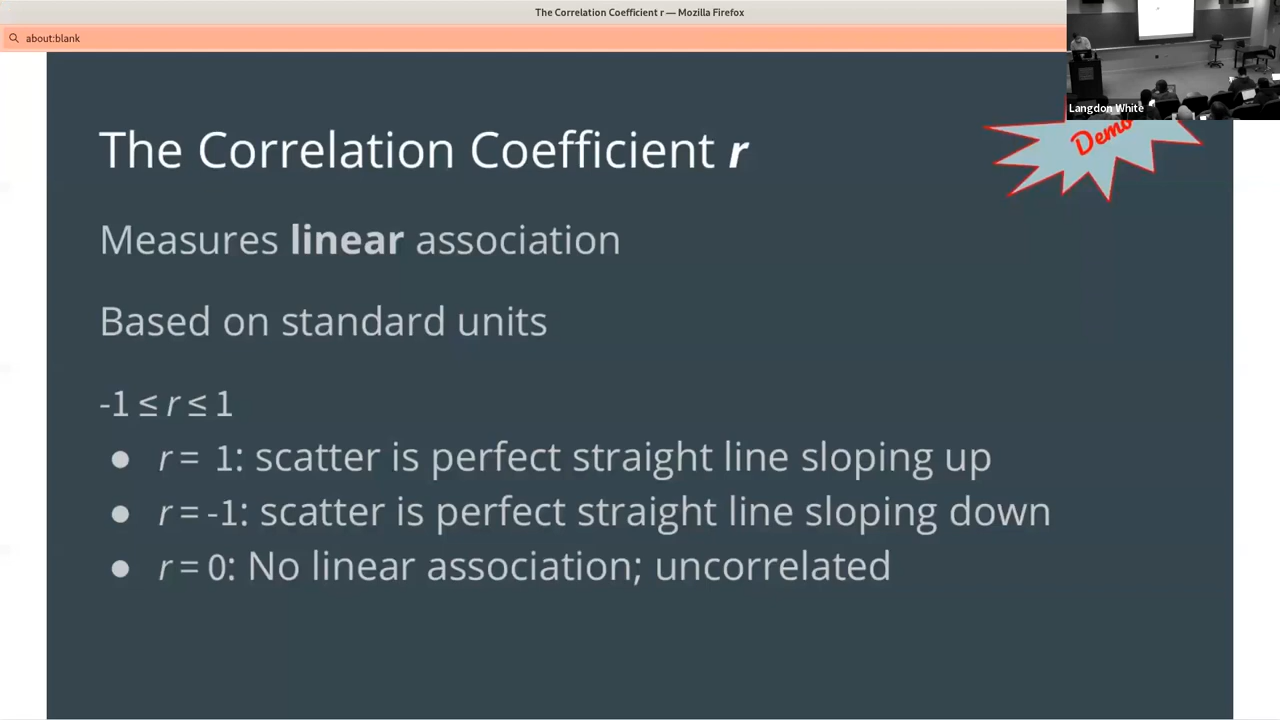 The Correlation Coefficient r — Mozilla Firefox
about:blank
Langdon White
Demo
The Correlation Coefficient r
Measures linear association
Based on standard units
-1 ≤ r ≤ 1
● r = 1: scatter is perfect straight line sloping up
● r = -1: scatter is perfect straight line sloping down
● r = 0: No linear association; uncorrelated